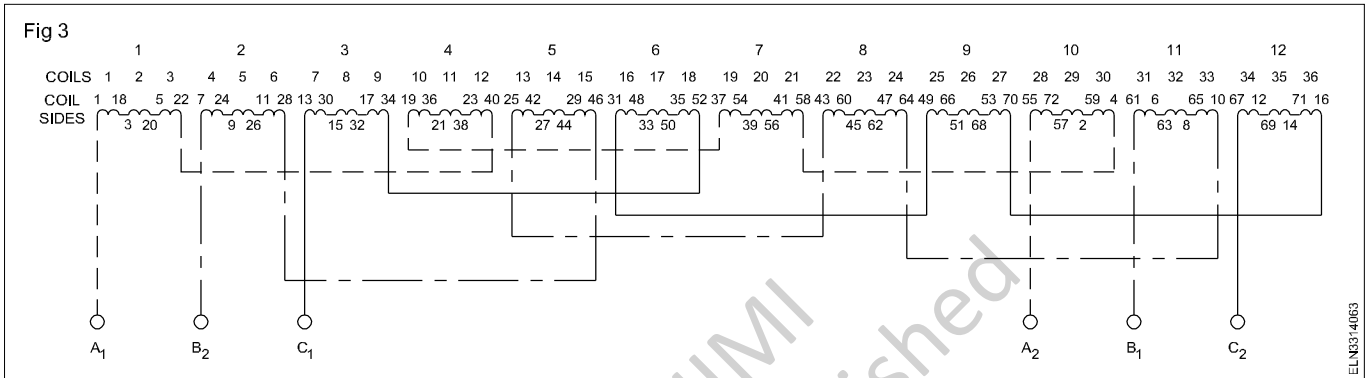 Fig 3
1 2 3 4 5 6 7 8 9 10 11 12
COILS 1 2 3 4 5 6 7 8 9 10 11 12 13 14 15 16 17 18 19 20 21 22 23 24 25 26 27 28 29 30 31 32 33 34 35 36
COIL 1 18 5 22 7 24 11 28 13 30 17 34 19 36 23 40 25 42 29 46 31 48 35 52 37 54 41 58 43 60 47 64 49 66 53 70 55 72 59 4 61 6 65 10 67 12 71 16
SIDES 3 20 9 26 15 32 21 38 27 44 33 50 39 56 45 62 51 68 57 2 63 8 69 14
A1 B2 C1 A2 B1 C2
ELN3314063